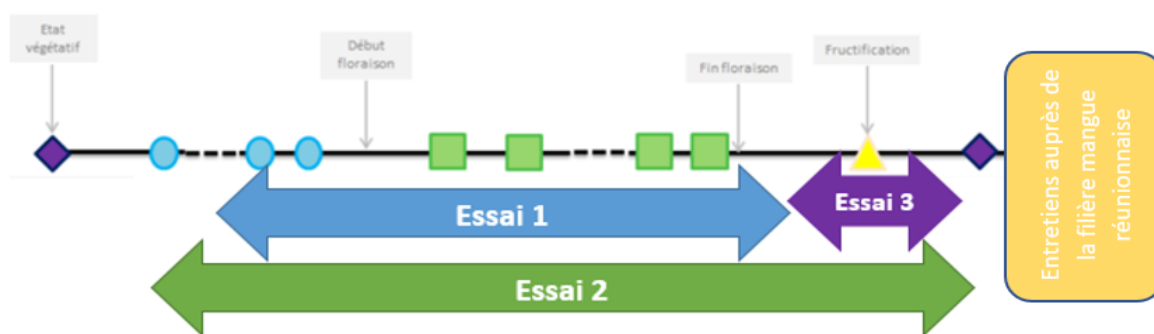 Etat
végétatif
Début
floraison
Fin floraison
Fructification
Entretiens auprès de
la filière mangue
réunionnaise
Essai 1
Essai 3
Essai 2